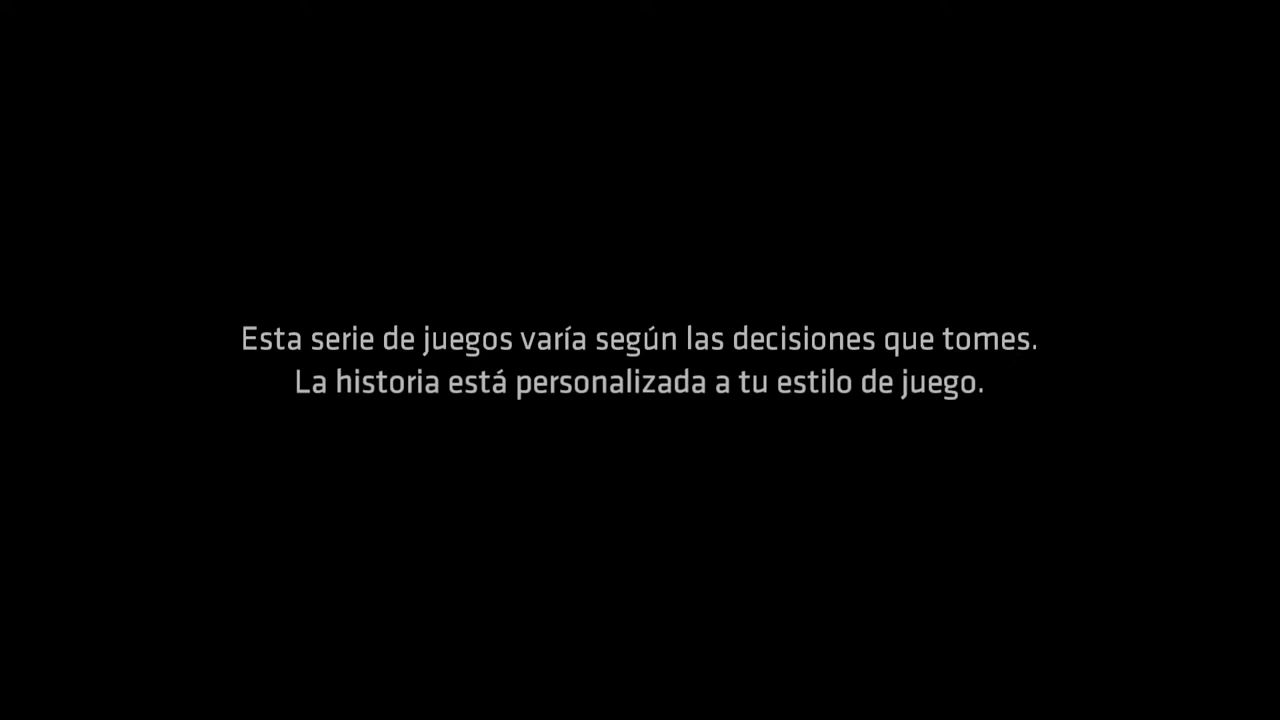 Esta serie de juegos varía según las decisiones que tomes.
La historia está personalizada a tu estilo de juego.